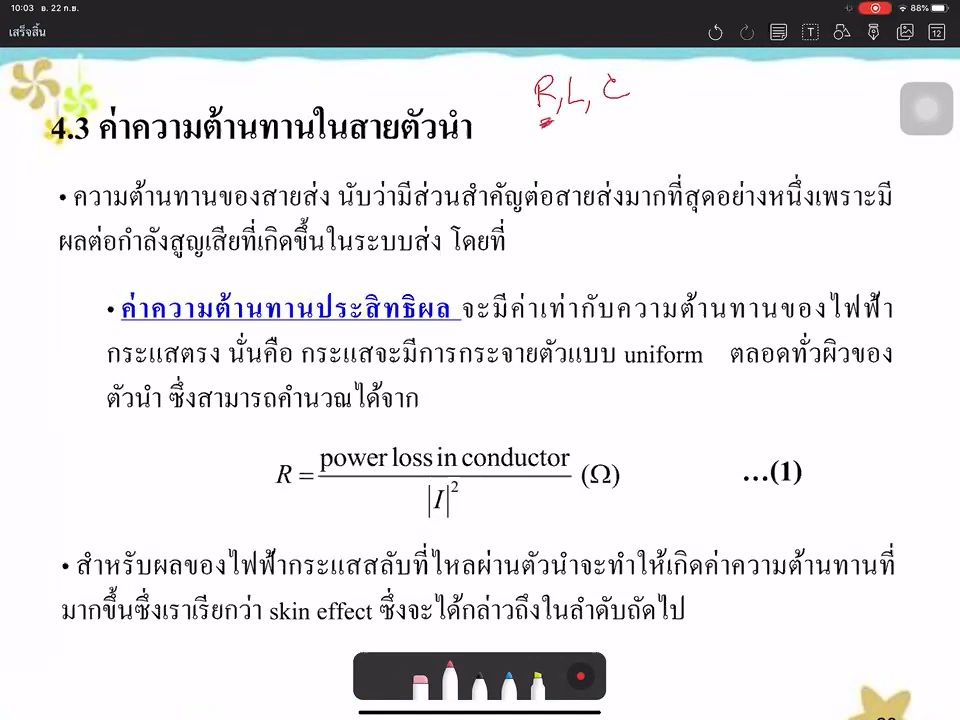 10:03 อ. 22 ก.ย.
88%
เสร็จสิ้น
T
12
R, L, C
4.3 ค่าความต้านทานในสายตัวนำ
• ความต้านทานของสายส่ง นับว่ามีส่วนสำคัญต่อสายส่งมากที่สุดอย่างหนึ่งเพราะมี
ผลต่อกำลังสูญเสียที่เกิดขึ้นในระบบส่ง โดยที่
• ค่าความต้านทานประสิทธิผล จะมีค่าเท่ากับความต้านทานของไฟฟ้า
กระแสตรง นั่นคือ กระแสจะมีการกระจายตัวแบบ uniform ตลอดทั่วผิวของ
ตัวนำ ซึ่งสามารถคำนวณได้จาก
R = power loss in conductor / |I|² (Ω) ...(1)
• สำหรับผลของไฟฟ้ากระแสสลับที่ไหลผ่านตัวนำจะทำให้เกิดค่าความต้านทานที่
มากขึ้นซึ่งเราเรียกว่า skin effect ซึ่งจะได้กล่าวถึงในลำดับถัดไป